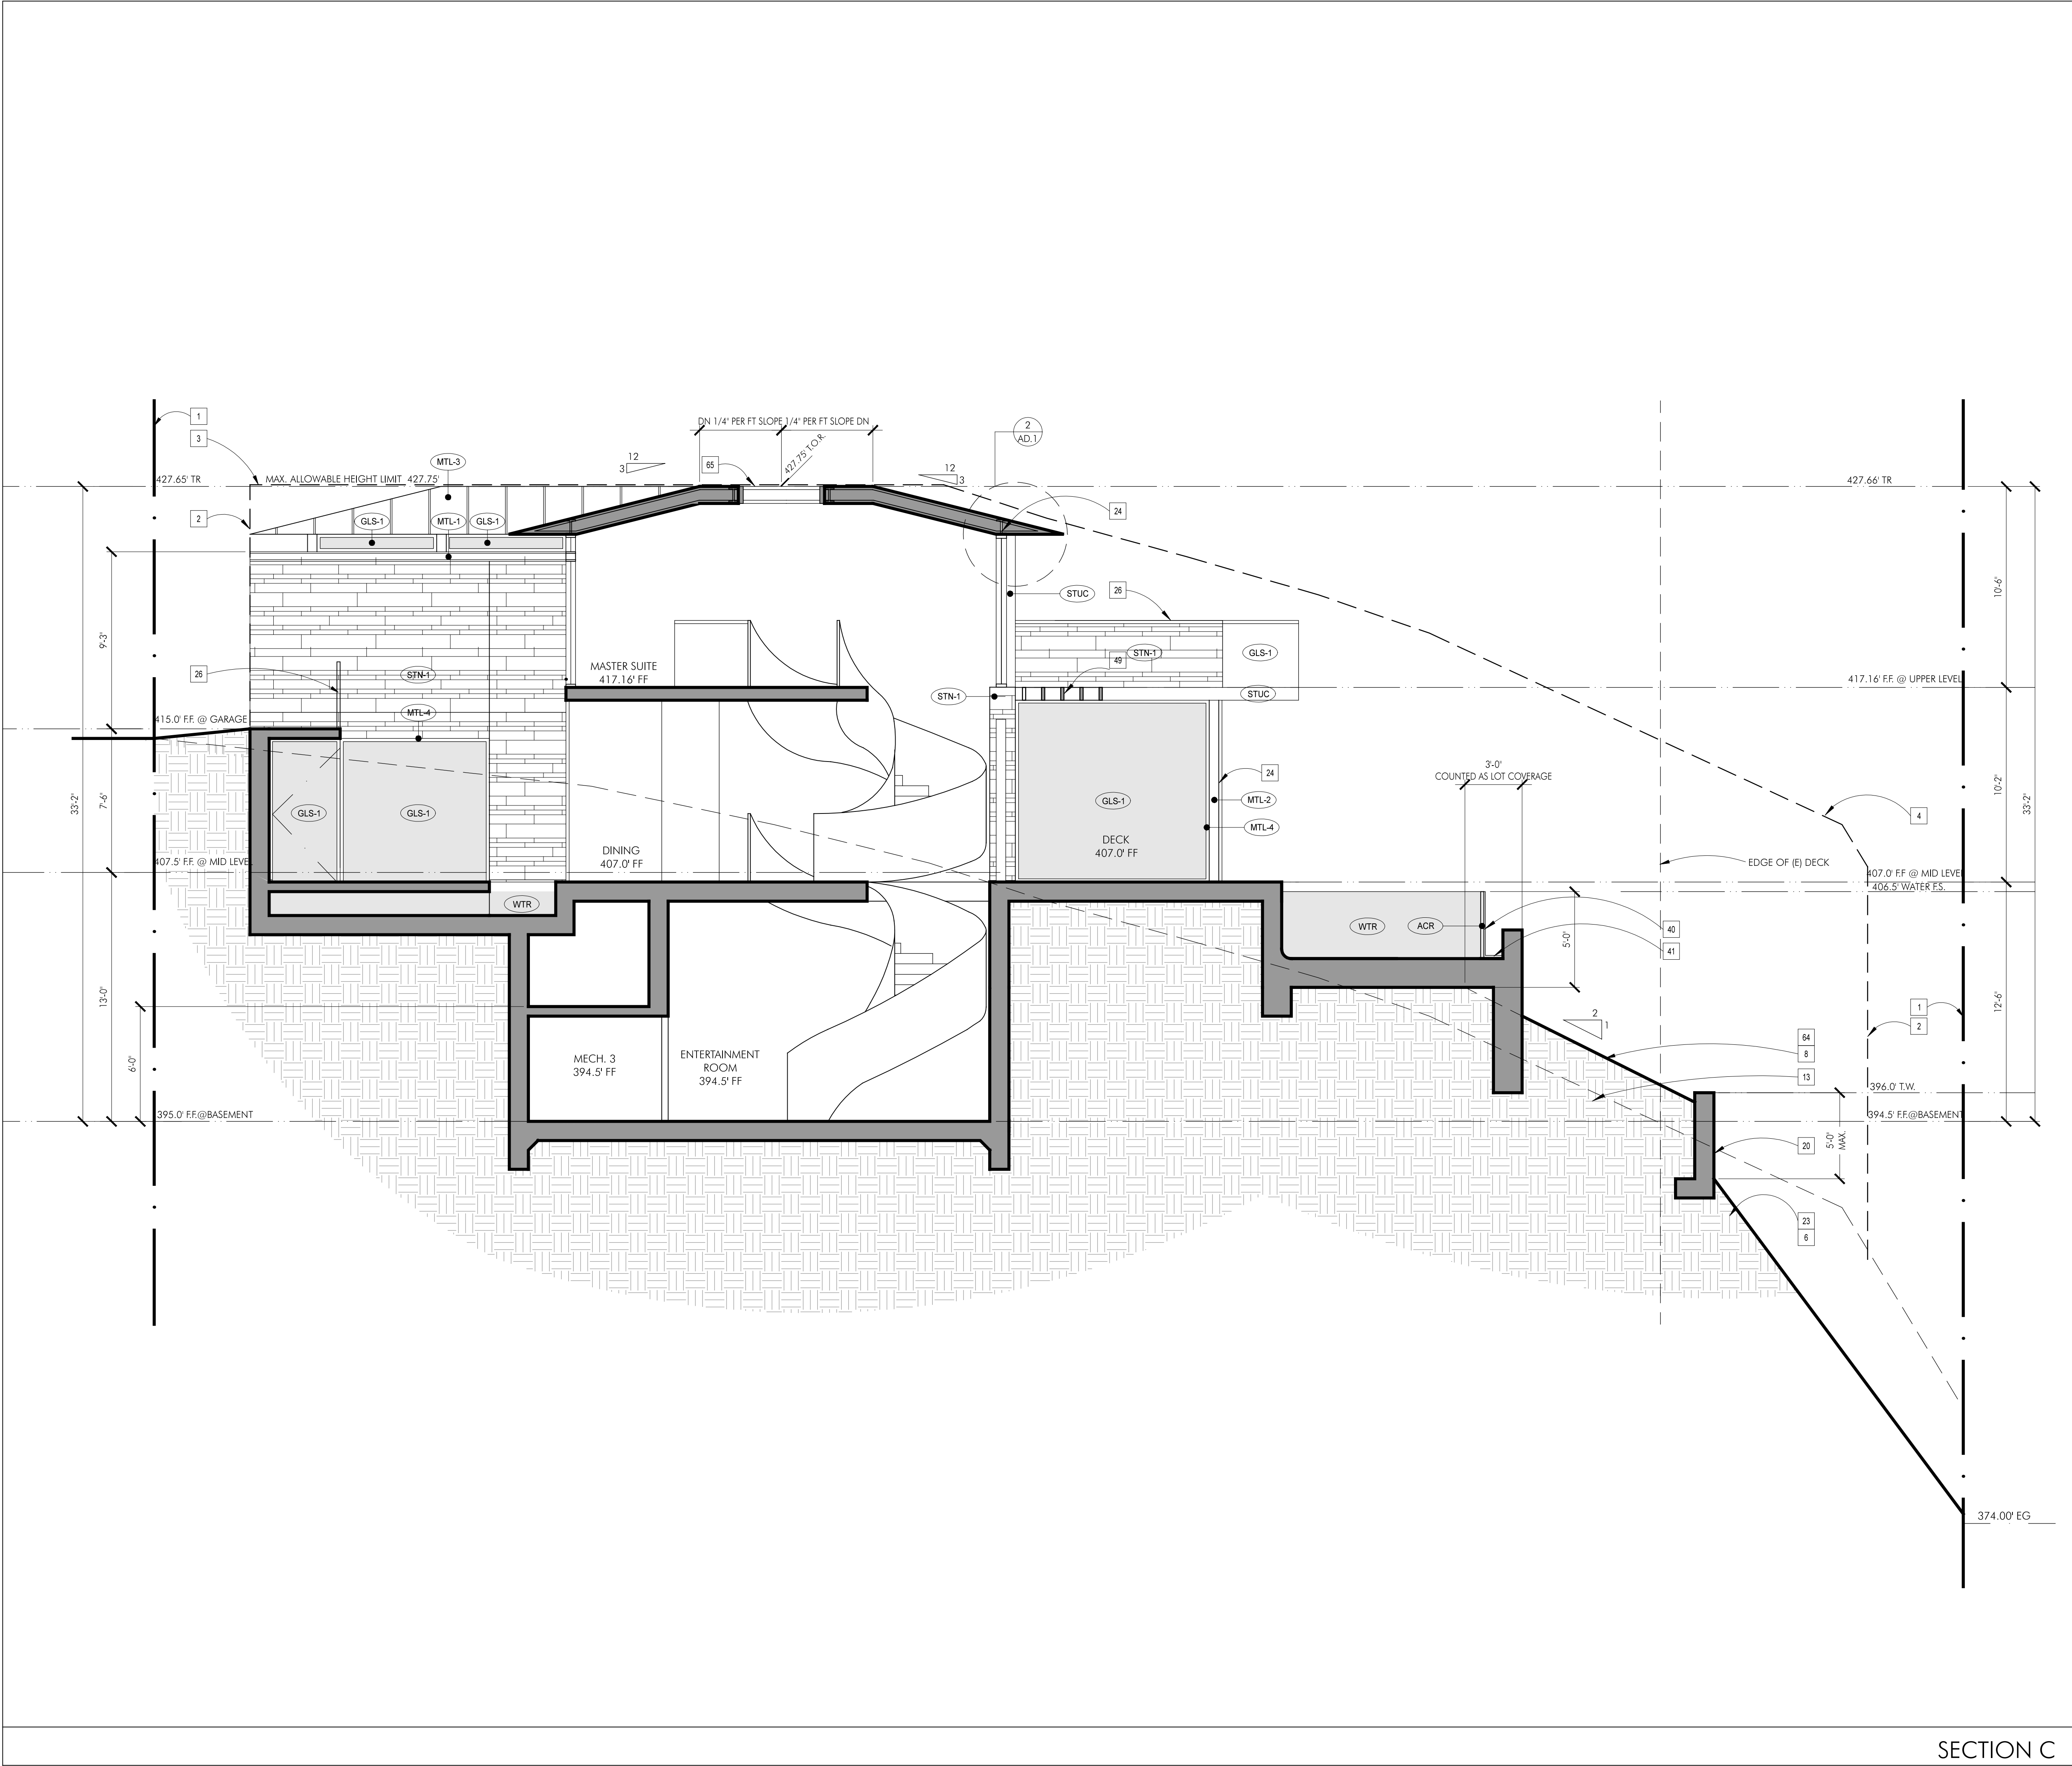 DN 1/4" PER FT SLOPE
1/4" PER FT SLOPE DN
427.75' T.O.R.
2
AD.1
1
3
65
12
3
12
3
MTL-3
427.65' TR
MAX. ALLOWABLE HEIGHT LIMIT 427.75'
427.66' TR
2
GLS-1
MTL-1
GLS-1
24
STUC
26
10'-6"
9'-3"
26
STN-1
MASTER SUITE
417.16' FF
49
STN-1
GLS-1
417.16' F.F. @ UPPER LEVEL
STN-1
STUC
415.0' F.F. @ GARAGE
MTL-4
3'-0"
COUNTED AS LOT COVERAGE
24
33'-2"
7'-6"
GLS-1
GLS-1
GLS-1
MTL-2
MTL-4
10'-2"
33'-2"
4
DECK
407.0' FF
DINING
407.0' FF
407.5' F.F. @ MID LEVEL
EDGE OF (E) DECK
407.0' F.F @ MID LEVEL
406.5' WATER F.S.
WTR
WTR
ACR
40
41
5'-0"
13'-0"
12'-6"
1
2
2
1
64
8
13
6'-0"
MECH. 3
394.5' FF
ENTERTAINMENT
ROOM
394.5' FF
396.0' T.W.
395.0' F.F.@BASEMENT
394.5' F.F.@BASEMENT
5'-0"
MAX.
20
23
6
374.00' EG
SECTION C